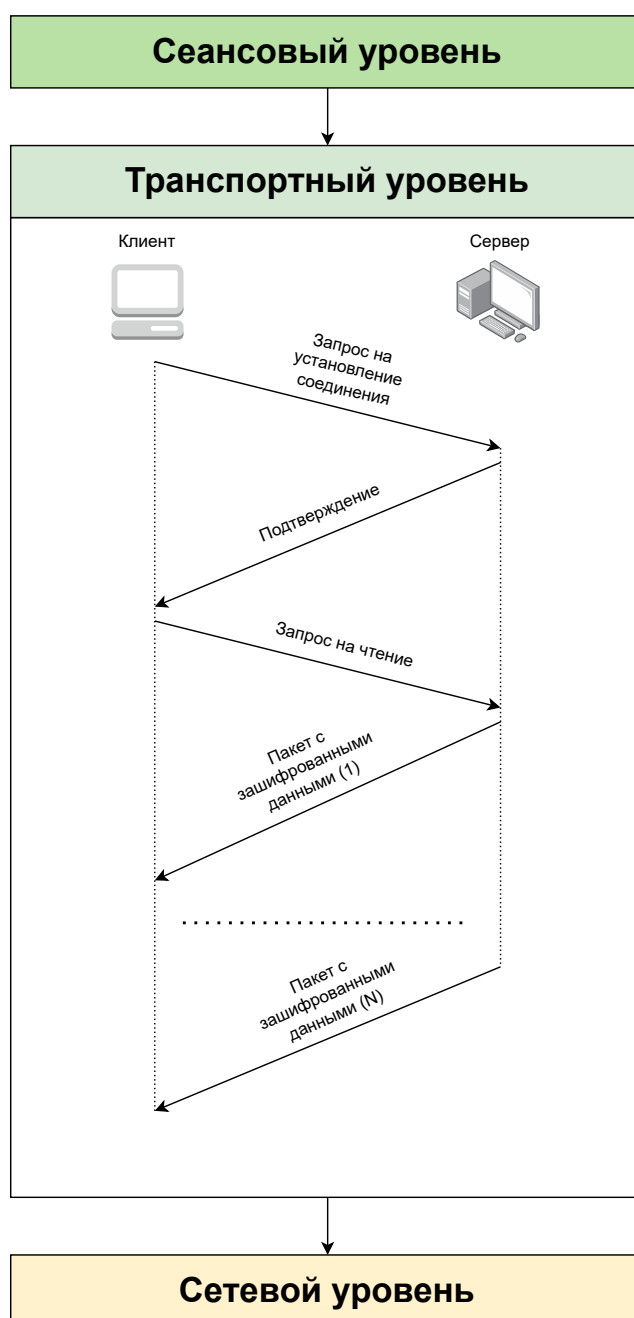 Сеансовый уровень
Транспортный уровень
Клиент
Сервер
Запрос на
установление
соединения
Подтверждение
Запрос на чтение
Пакет с
зашифрованными
данными (1)
Пакет с
зашифрованными
данными (N)
Сетевой уровень